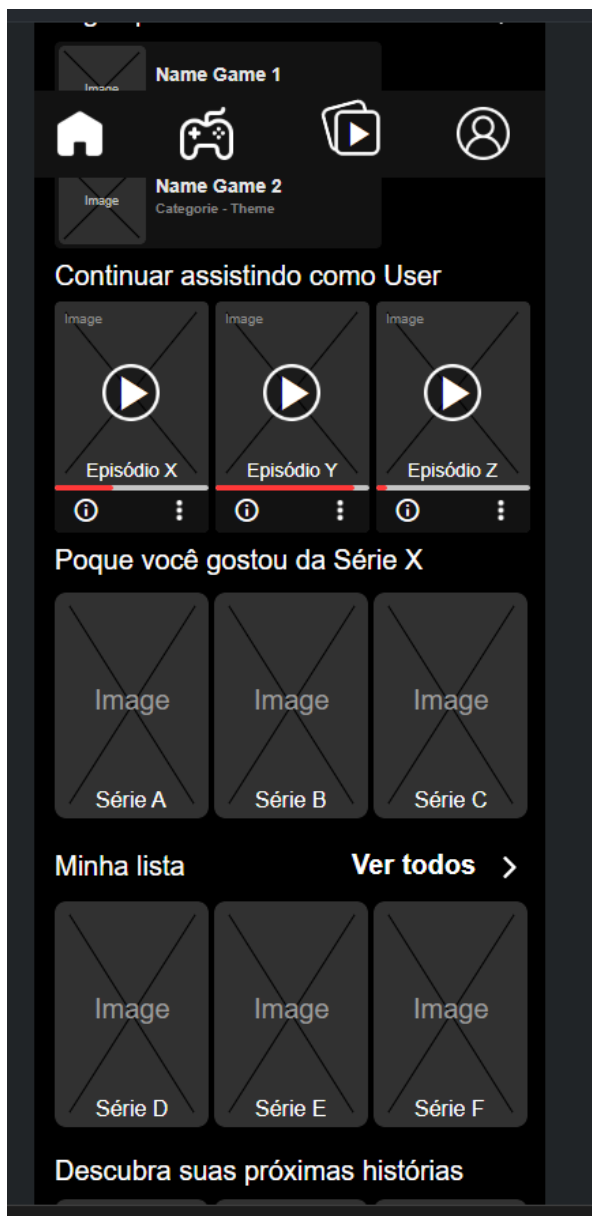 Name Game 1
Image
Name Game 2
Image
Categorie - Theme
Continuar assistindo como User
Image Image Image
Episódio X Episódio Y Episódio Z
Poque você gostou da Série X
Image Image Image
Série A Série B Série C
Minha lista Ver todos
Image Image Image
Série D Série E Série F
Descubra suas próximas histórias